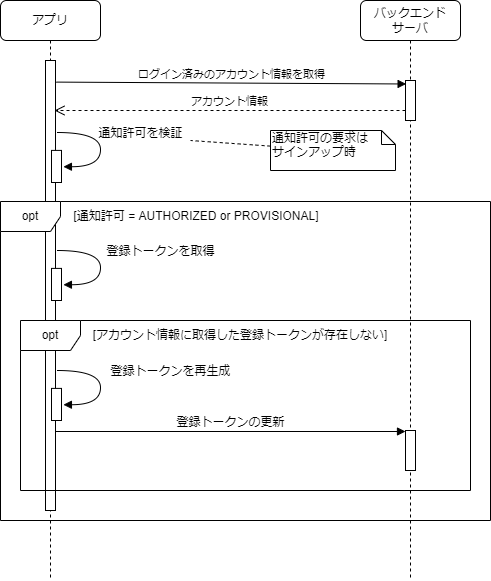 アプリ
バックエンド
サーバ
ログイン済みのアカウント情報を取得
アカウント情報
通知許可を検証
通知許可の要求は
サインアップ時
opt
[通知許可 = AUTHORIZED or PROVISIONAL]
登録トークンを取得
opt
[アカウント情報に取得した登録トークンが存在しない]
登録トークンを再生成
登録トークンの更新